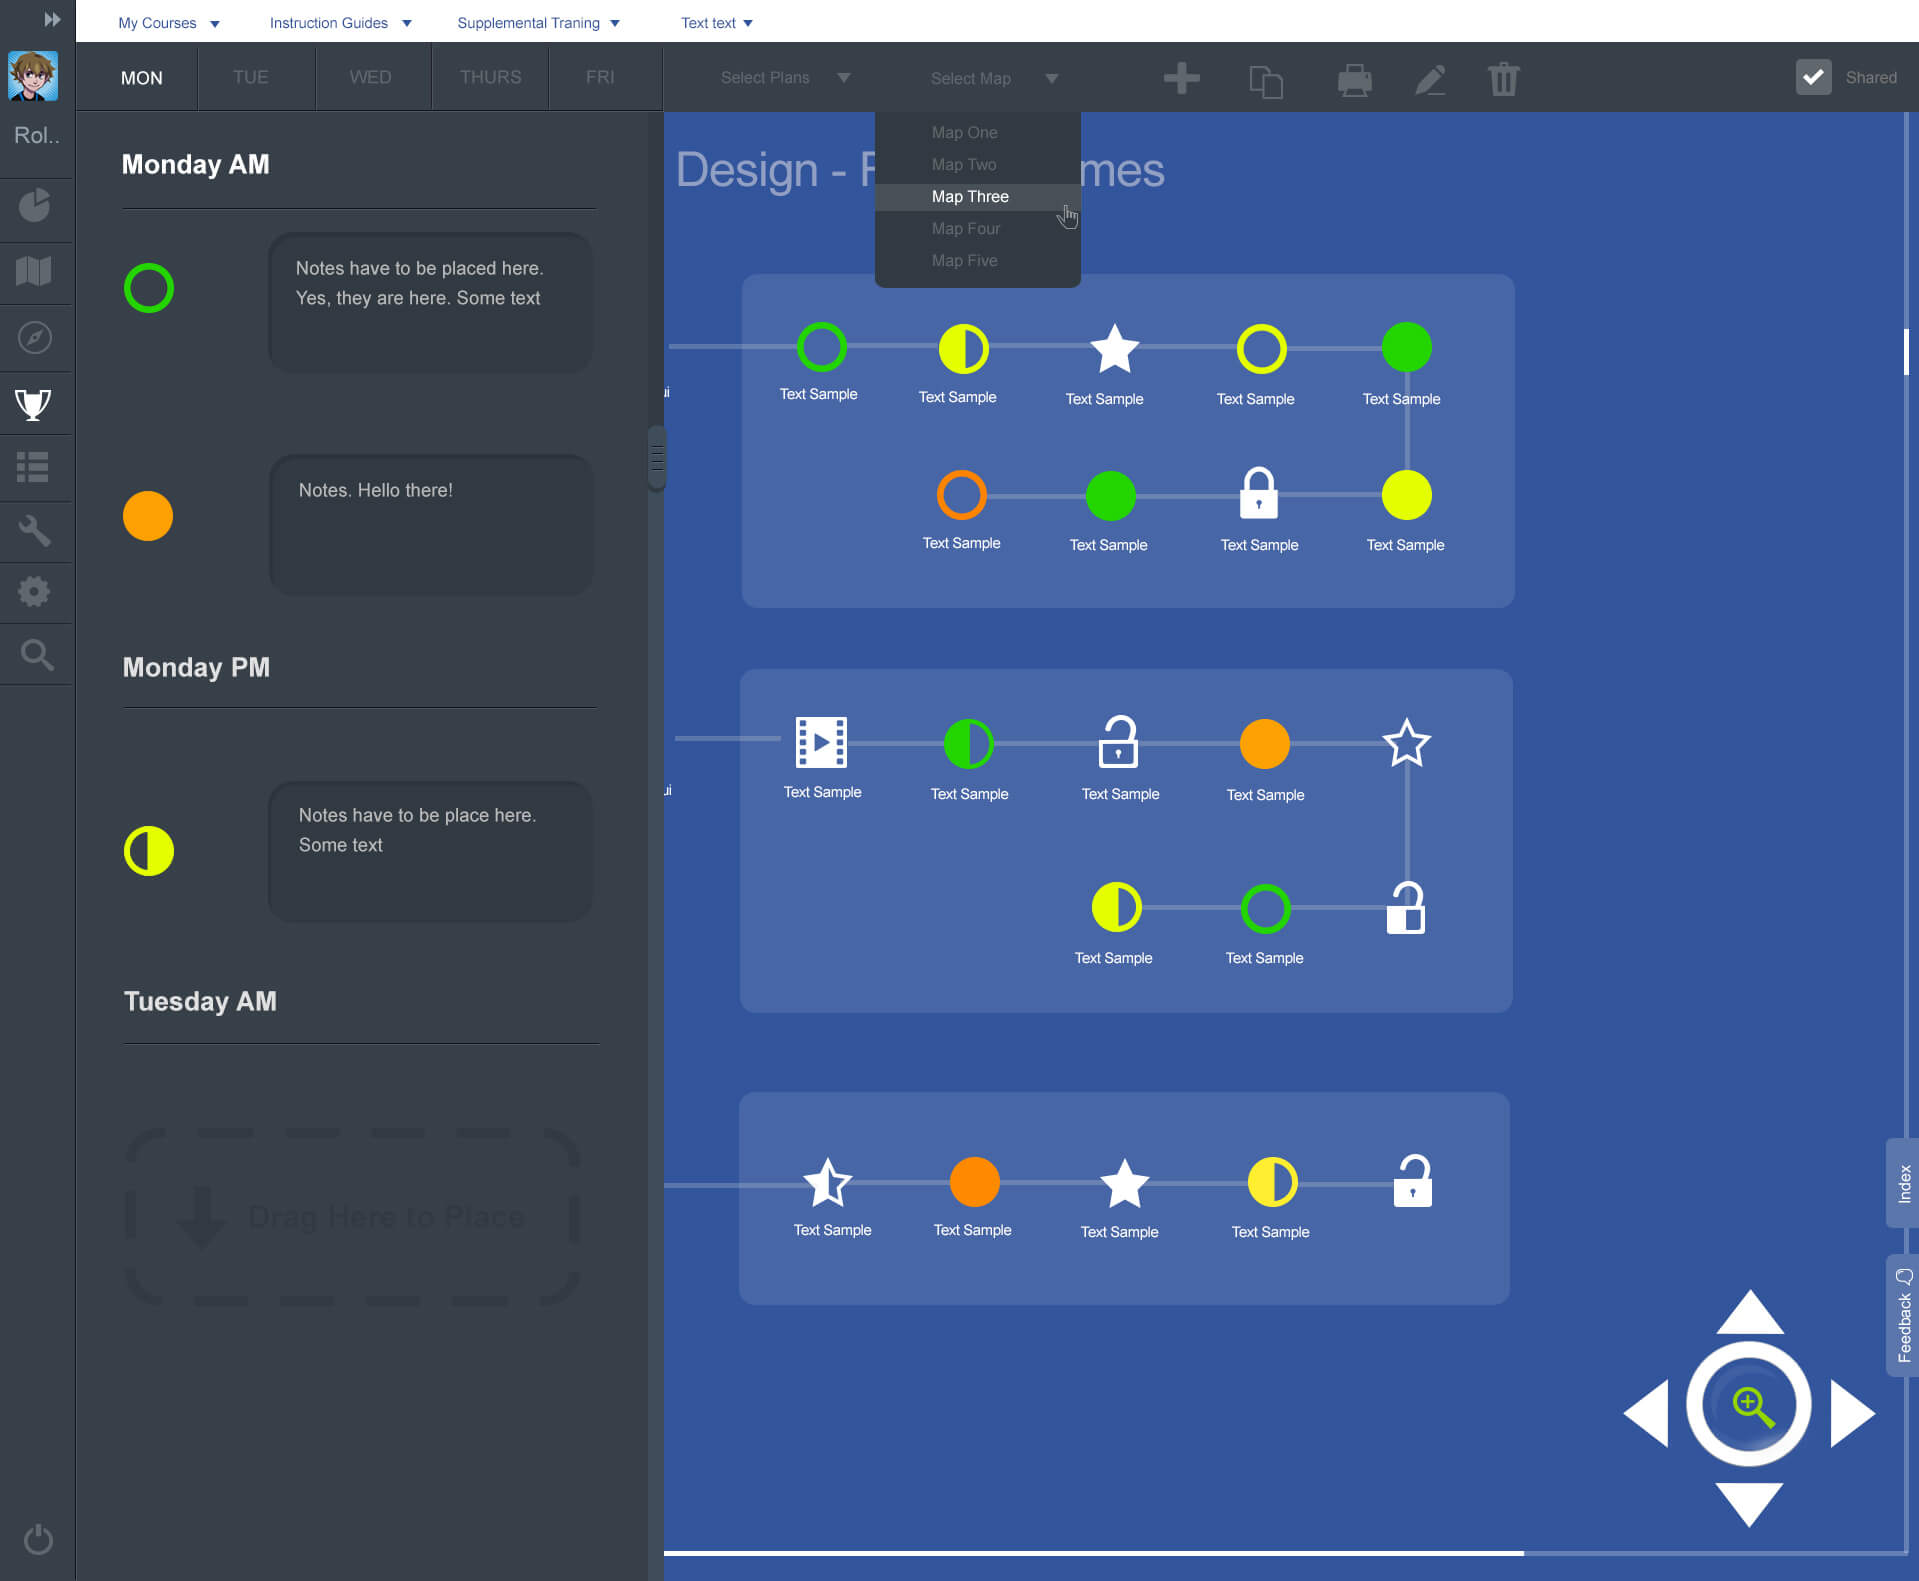 My Courses
Instruction Guides
Supplemental Traning
Text text
MON
TUE
WED
THURS
FRI
Select Plans
Select Map
Shared
Rol..
Map One
Map Two
Map Three
Map Four
Map Five
Design -
mes
Monday AM
Notes have to be placed here.
Yes, they are here. Some text
Notes. Hello there!
Monday PM
Notes have to be place here.
Some text
Tuesday AM
Drag Here to Place
ui
Text Sample
Text Sample
Text Sample
Text Sample
Text Sample
Text Sample
Text Sample
Text Sample
Text Sample
ui
Text Sample
Text Sample
Text Sample
Text Sample
Text Sample
Text Sample
Text Sample
Text Sample
Text Sample
Text Sample
Index
Feedback